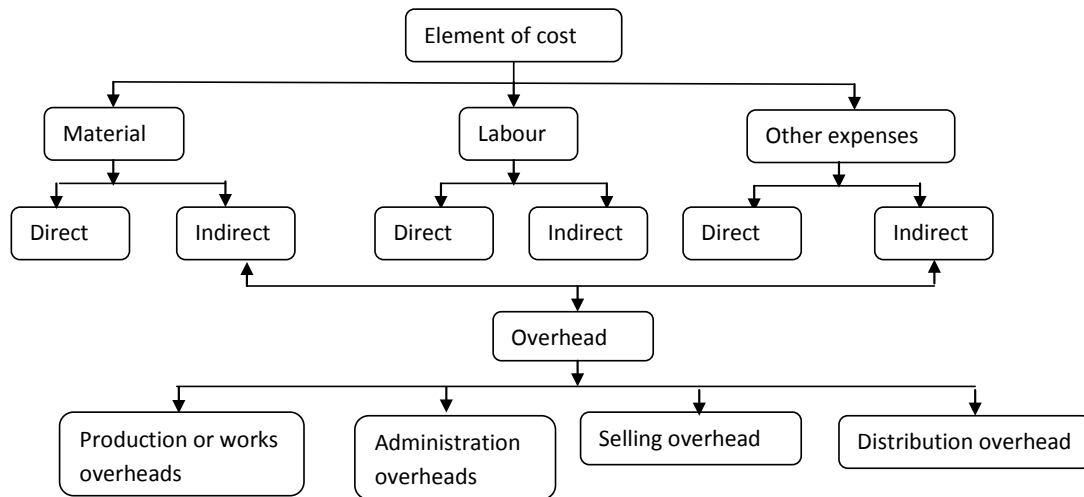 Element of cost
Material
Labour
Other expenses
Direct
Indirect
Direct
Indirect
Direct
Indirect
Overhead
Production or works
overheads
Administration
overheads
Selling overhead
Distribution overhead